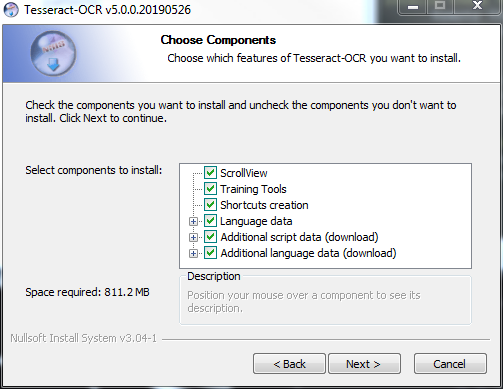 Tesseract-OCR v5.0.0.20190526
Choose Components
Choose which features of Tesseract-OCR you want to install.
Check the components you want to install and uncheck the components you don't want to
install. Click Next to continue.
Select components to install:
ScrollView
Training Tools
Shortcuts creation
Language data
Additional script data (download)
Additional language data (download)
Space required: 811.2 MB
Description
Position your mouse over a component to see its
description.
Nullsoft Install System v3.04-1
< Back
Next >
Cancel